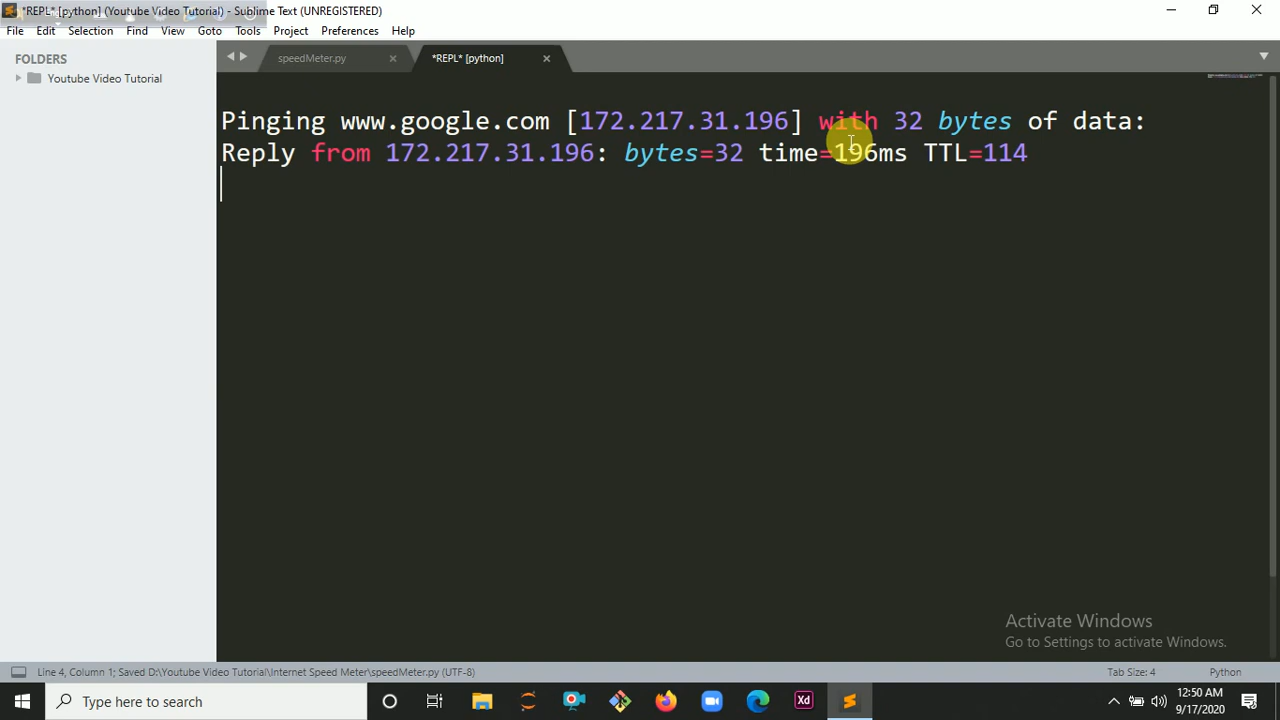 *REPL* [python] (Youtube Video Tutorial) - Sublime Text (UNREGISTERED)
File Edit Selection Find View Goto Tools Project Preferences Help
FOLDERS
Youtube Video Tutorial
speedMeter.py
*REPL* [python]
Pinging www.google.com [172.217.31.196] with 32 bytes of data:
Reply from 172.217.31.196: bytes=32 time=196ms TTL=114
Activate Windows
Go to Settings to activate Windows.
Line 4, Column 1; Saved D:\Youtube Video Tutorial\Internet Speed Meter\speedMeter.py (UTF-8)
Tab Size: 4
Python
Type here to search
Xd
12:50 AM
9/17/2020